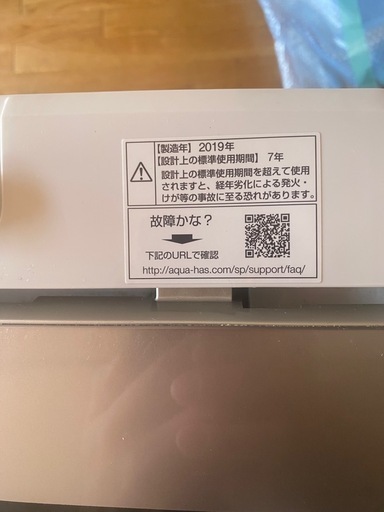 【製造年】2019年
【設計上の標準使用期間】7年
設計上の標準使用期間を超えて使用
されますと、経年劣化による発火・
けが等の事故に至る恐れがあります。
故障かな？
下記のURLで確認
http://aqua-has.com/sp/support/faq/